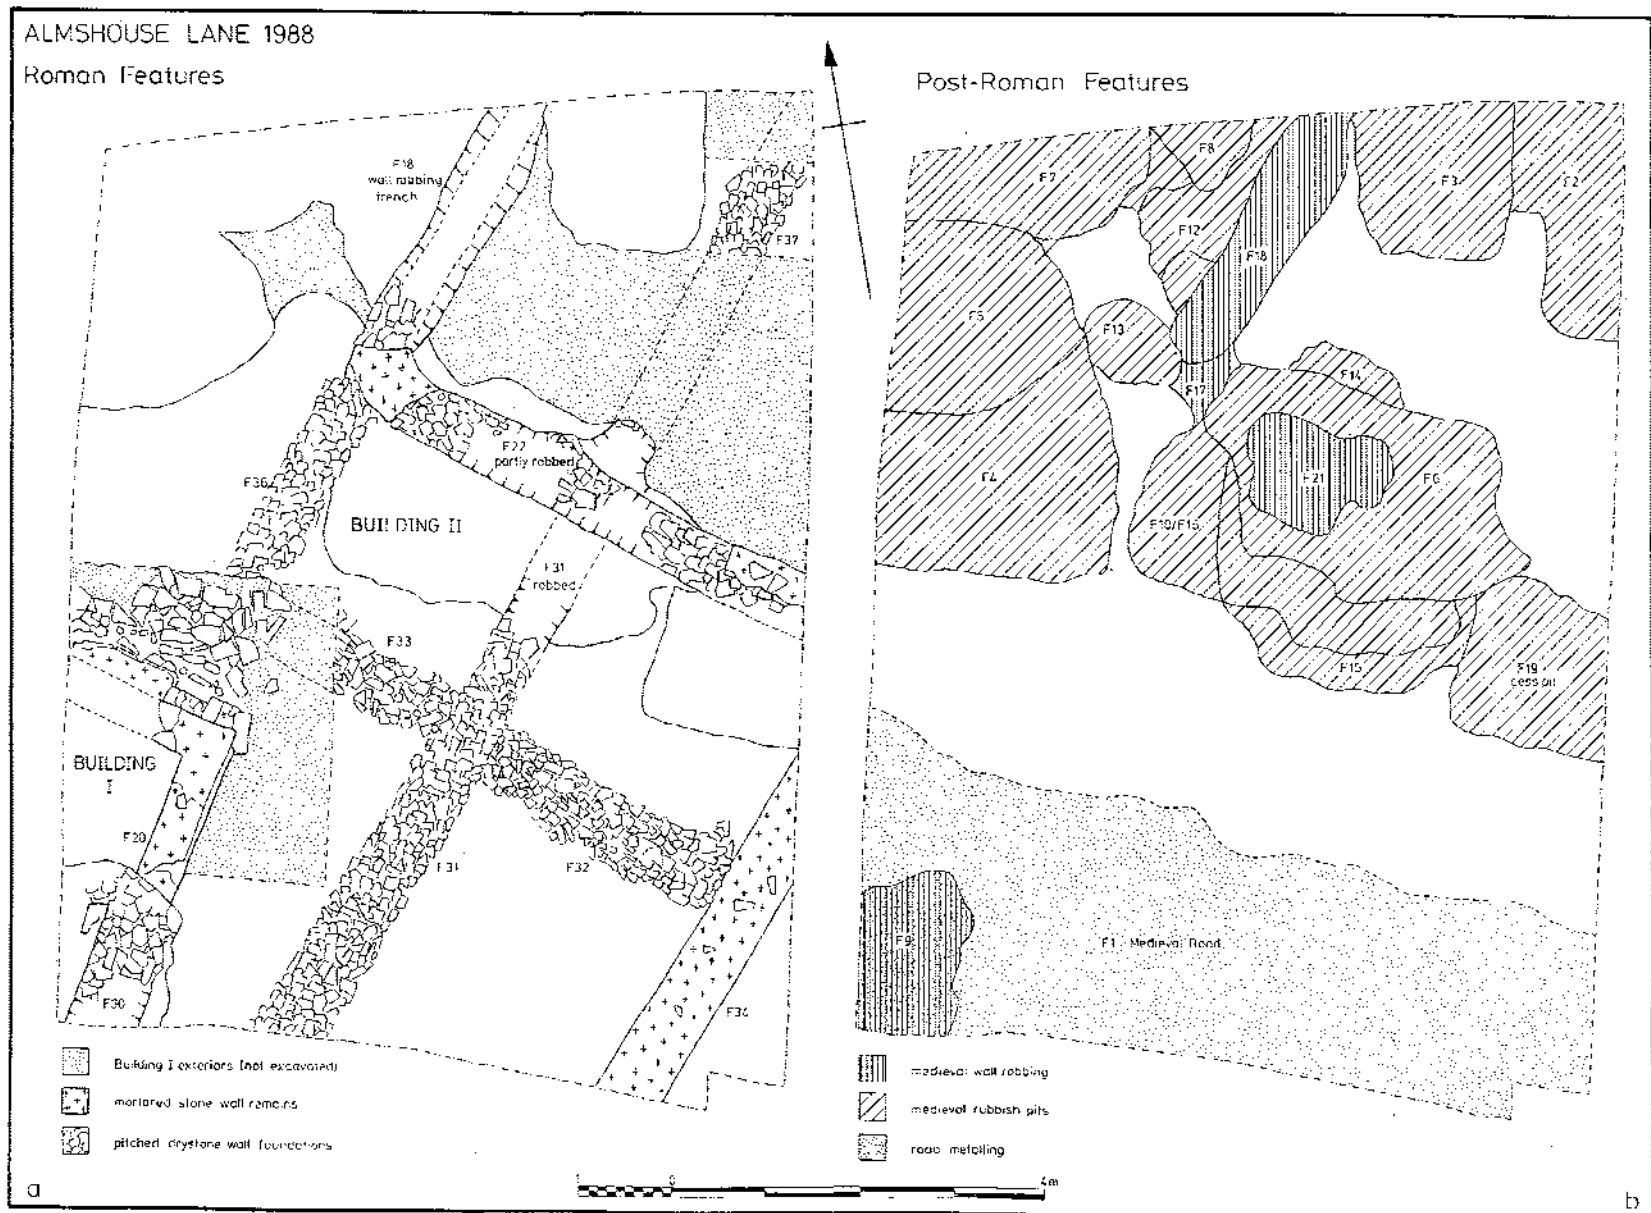 ALMSHOUSE LANE 1988
Roman Features
F18
wall robbing
trench
F37
F22
partly robbed
F36
BUILDING II
F31
robbed
F33
BUILDING
I
F20
F31
F32
F30
F34
Building I exteriors (not excavated)
mortared stone wall remains
pitched drystone wall foundations
a
Post-Roman Features
F8
F7
F3
F2
F12
F18
F5
F13
F14
F17
F4
F21
F6
F10/F16
F15
F19
cess pit
F9
F1 Medieval Road
medieval wall robbing
medieval rubbish pits
road metalling
1 0 4m
b